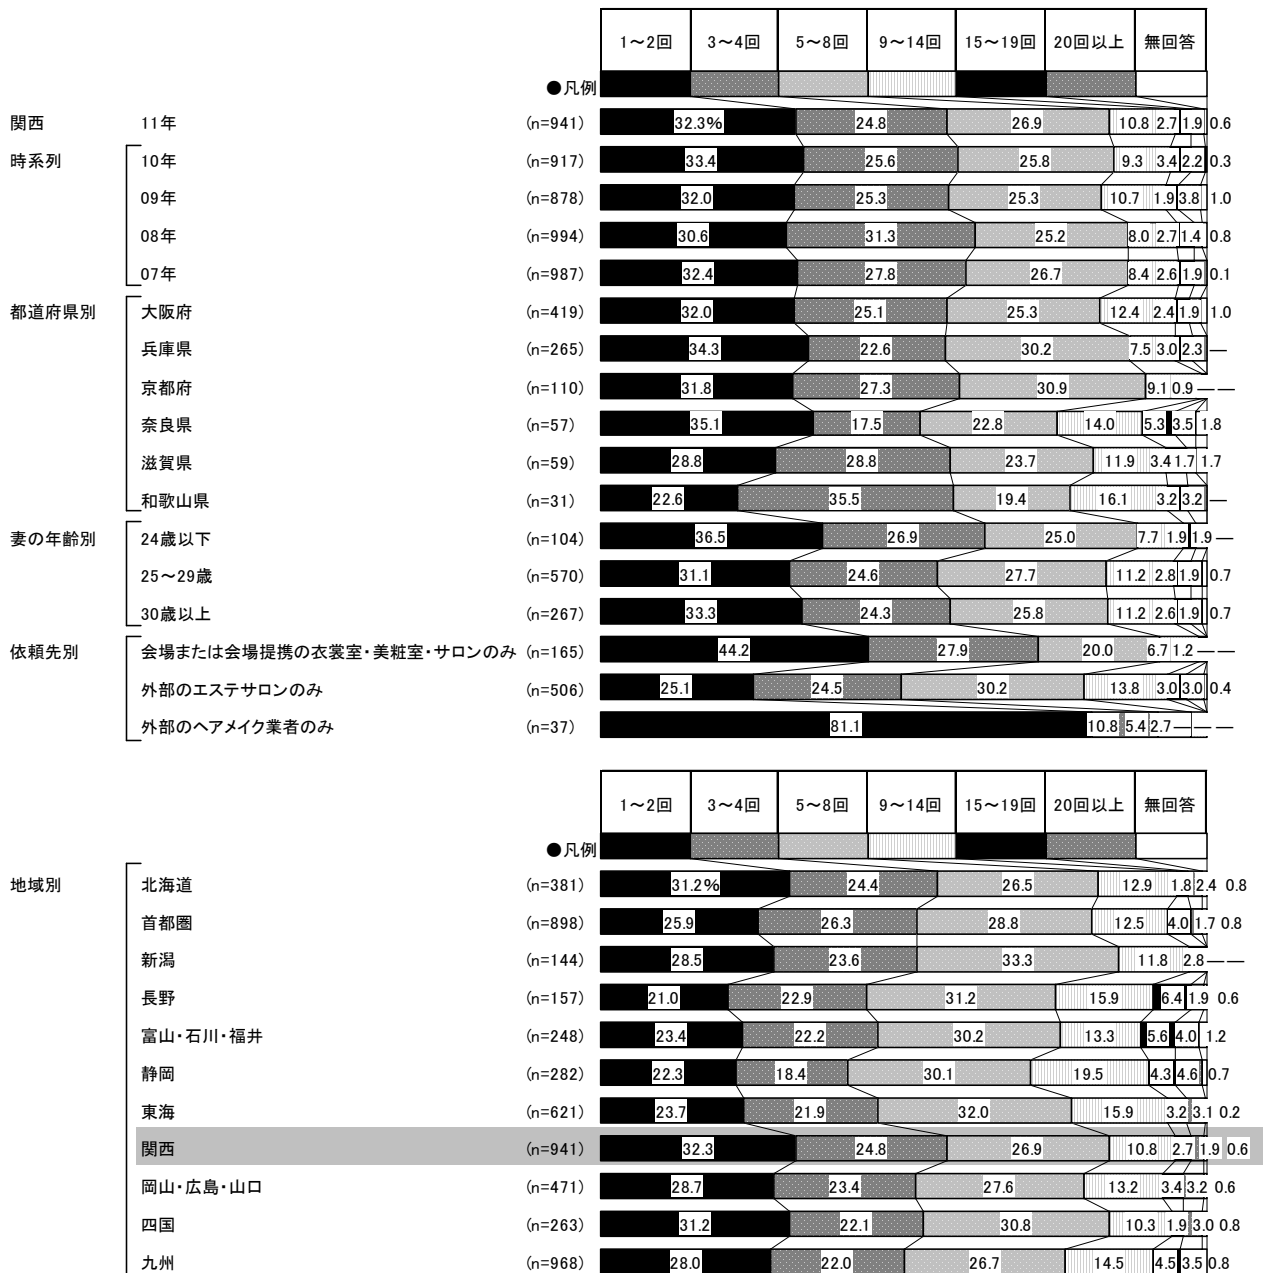 1～2回 3～4回 5～8回 9～14回 15～19回 20回以上 無回答
●凡例
関西 11年 (n=941) 32.3% 24.8 26.9 10.8 2.7 1.9 0.6
時系列 10年 (n=917) 33.4 25.6 25.8 9.3 3.4 2.2 0.3
09年 (n=878) 32.0 25.3 25.3 10.7 1.9 3.8 1.0
08年 (n=994) 30.6 31.3 25.2 8.0 2.7 1.4 0.8
07年 (n=987) 32.4 27.8 26.7 8.4 2.6 1.9 0.1
都道府県別 大阪府 (n=419) 32.0 25.1 25.3 12.4 2.4 1.9 1.0
兵庫県 (n=265) 34.3 22.6 30.2 7.5 3.0 2.3 ―
京都府 (n=110) 31.8 27.3 30.9 9.1 0.9 ― ―
奈良県 (n=57) 35.1 17.5 22.8 14.0 5.3 3.5 1.8
滋賀県 (n=59) 28.8 28.8 23.7 11.9 3.4 1.7 1.7
和歌山県 (n=31) 22.6 35.5 19.4 16.1 3.2 3.2 ―
妻の年齢別 24歳以下 (n=104) 36.5 26.9 25.0 7.7 1.9 1.9 ―
25～29歳 (n=570) 31.1 24.6 27.7 11.2 2.8 1.9 0.7
30歳以上 (n=267) 33.3 24.3 25.8 11.2 2.6 1.9 0.7
依頼先別 会場または会場提携の衣裳室・美粧室・サロンのみ (n=165) 44.2 27.9 20.0 6.7 1.2 ― ―
外部のエステサロンのみ (n=506) 25.1 24.5 30.2 13.8 3.0 3.0 0.4
外部のヘアメイク業者のみ (n=37) 81.1 10.8 5.4 2.7 ― ― ―
1～2回 3～4回 5～8回 9～14回 15～19回 20回以上 無回答
●凡例
地域別 北海道 (n=381) 31.2% 24.4 26.5 12.9 1.8 2.4 0.8
首都圏 (n=898) 25.9 26.3 28.8 12.5 4.0 1.7 0.8
新潟 (n=144) 28.5 23.6 33.3 11.8 2.8 ― ―
長野 (n=157) 21.0 22.9 31.2 15.9 6.4 1.9 0.6
富山・石川・福井 (n=248) 23.4 22.2 30.2 13.3 5.6 4.0 1.2
静岡 (n=282) 22.3 18.4 30.1 19.5 4.3 4.6 0.7
東海 (n=621) 23.7 21.9 32.0 15.9 3.2 3.1 0.2
関西 (n=941) 32.3 24.8 26.9 10.8 2.7 1.9 0.6
岡山・広島・山口 (n=471) 28.7 23.4 27.6 13.2 3.4 3.2 0.6
四国 (n=263) 31.2 22.1 30.8 10.3 1.9 3.0 0.8
九州 (n=968) 28.0 22.0 26.7 14.5 4.5 3.5 0.8